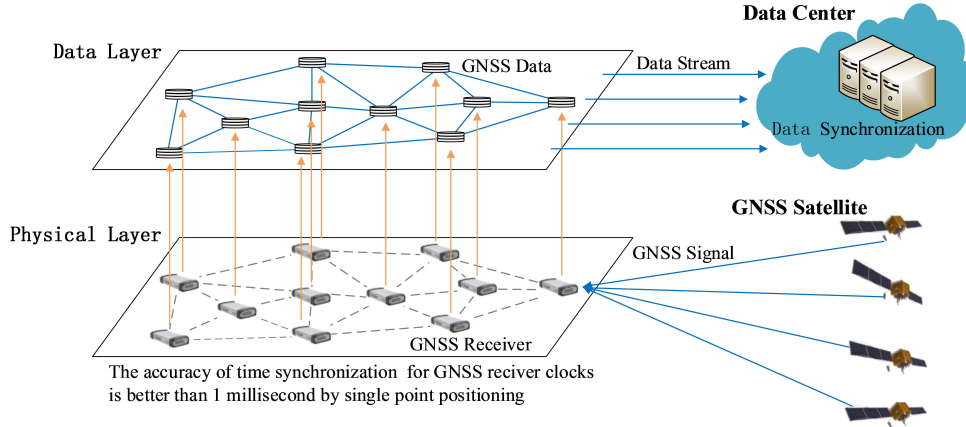 Data Center
Data Layer
GNSS Data
Data Stream
Data Synchronization
GNSS Satellite
Physical Layer
GNSS Signal
GNSS Receiver
The accuracy of time synchronization for GNSS reciver clocks
is better than 1 millisecond by single point positioning